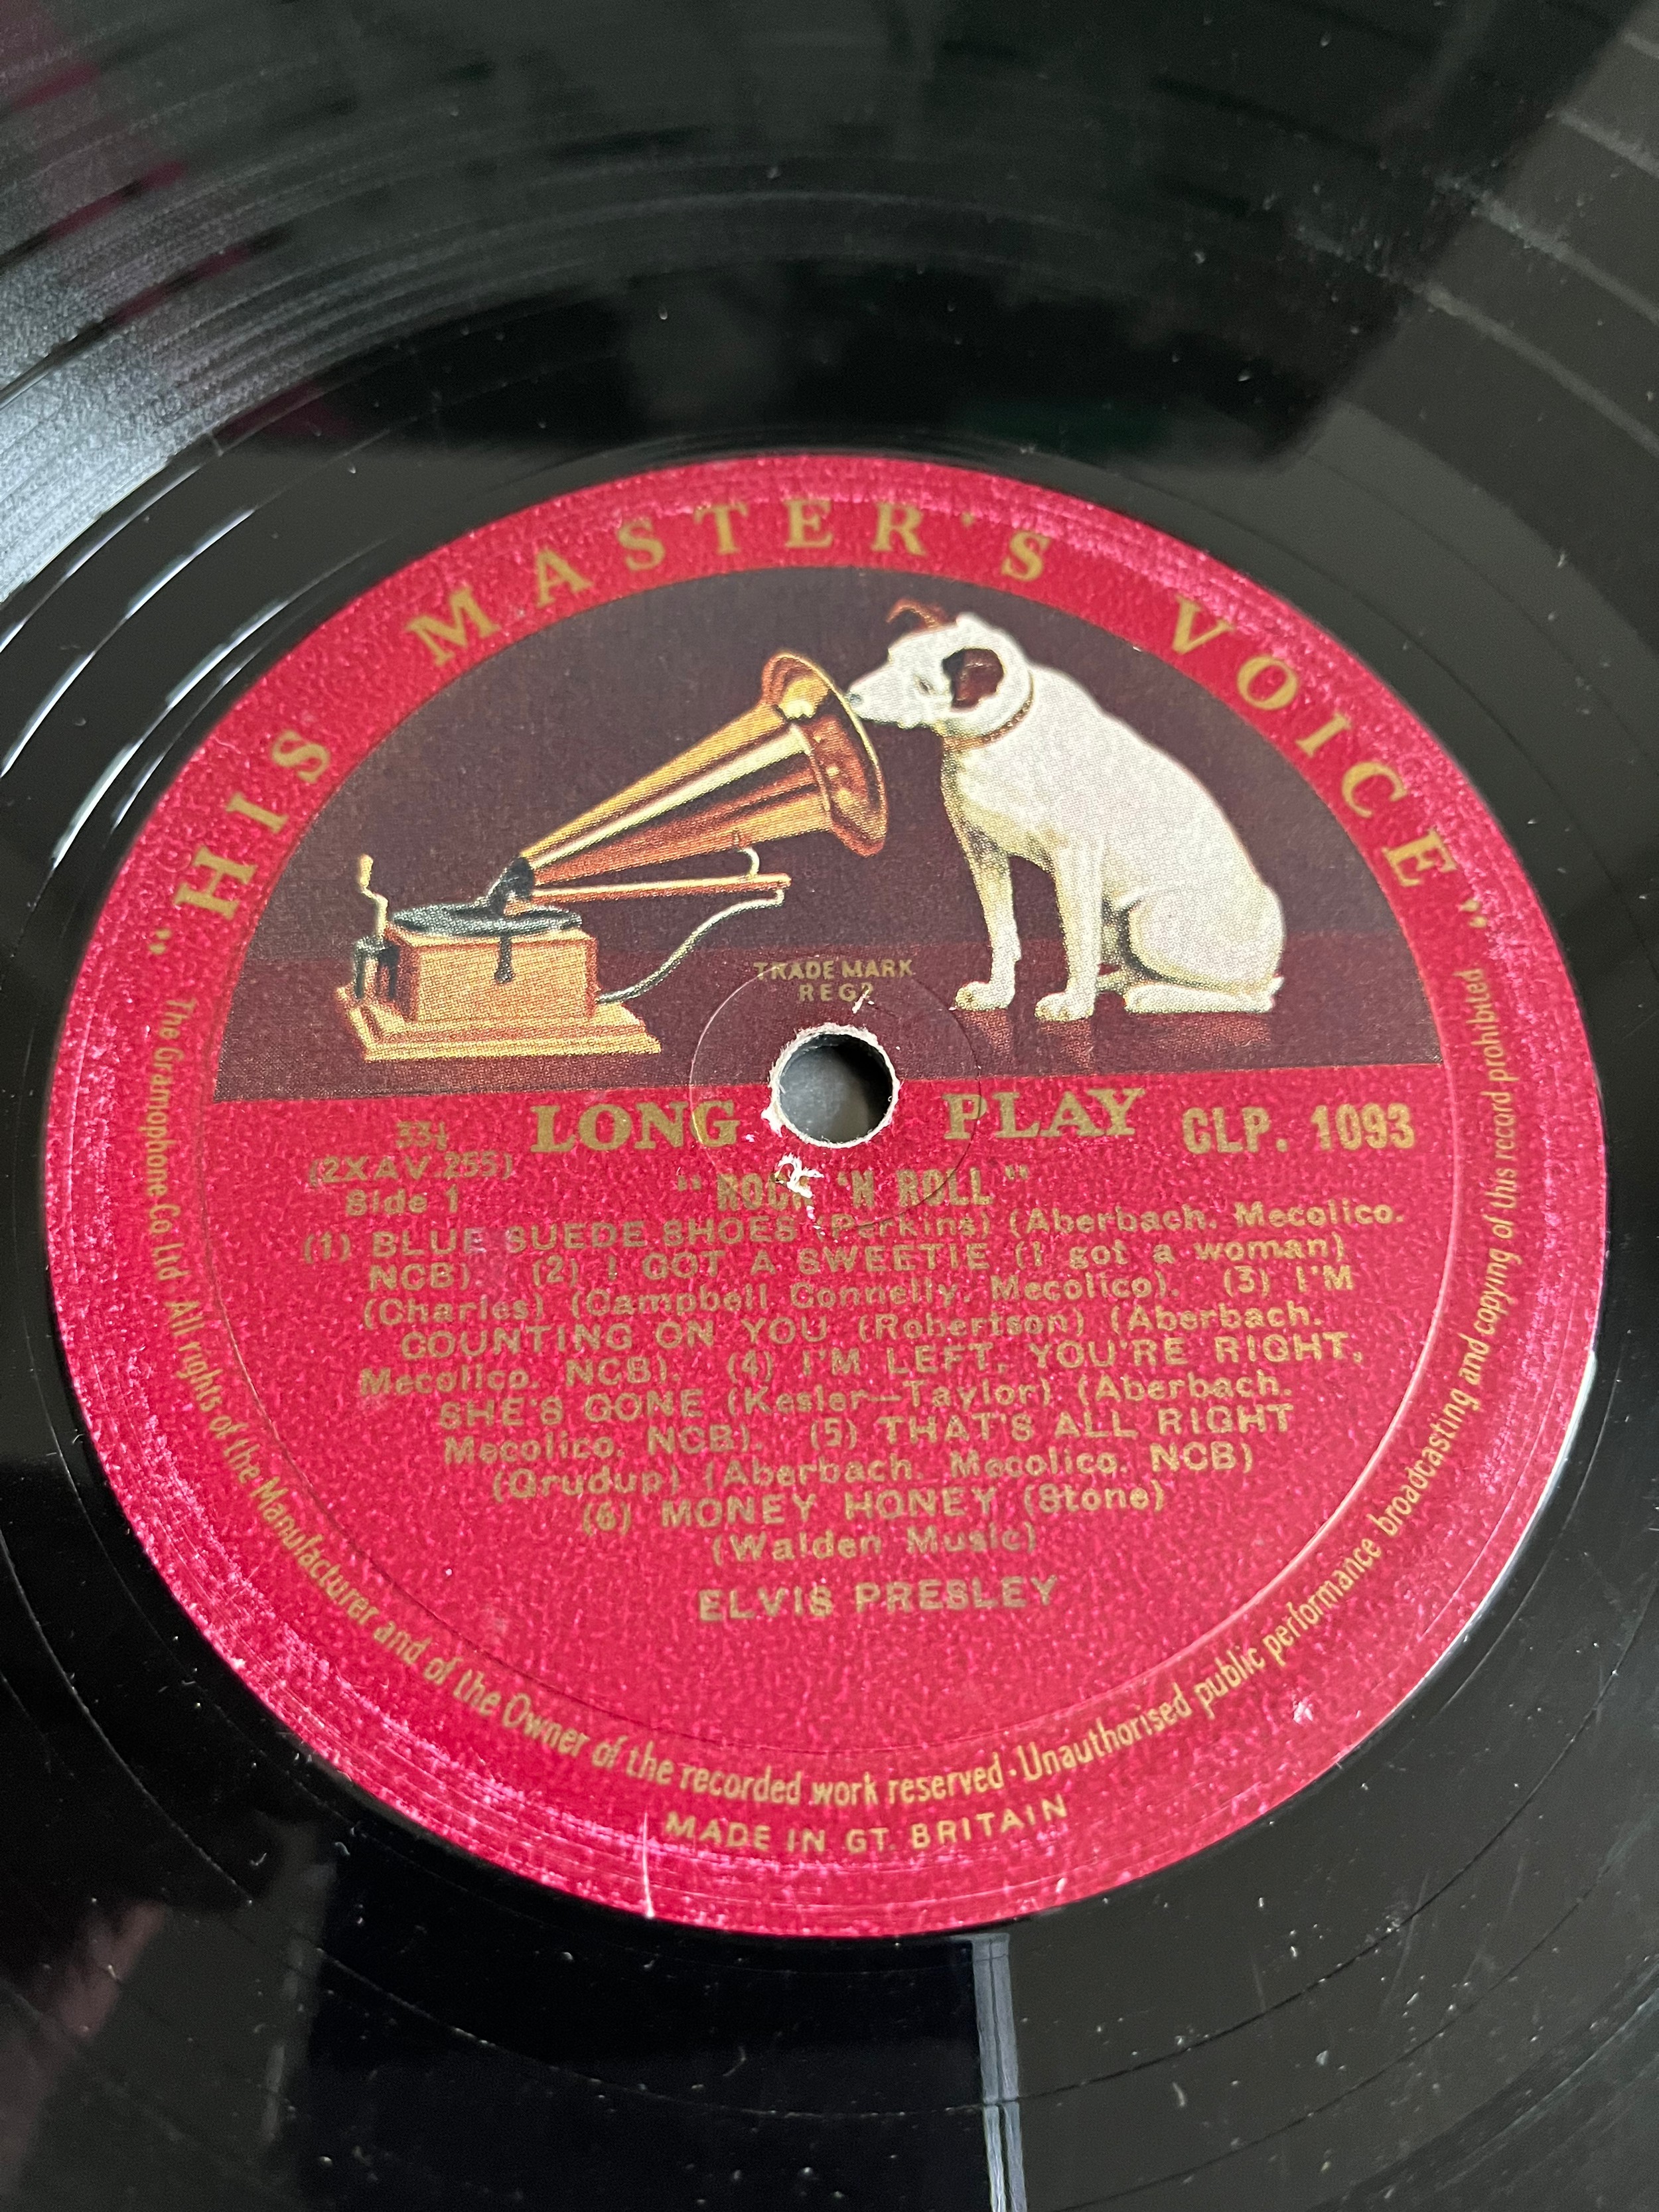 "HIS MASTER'S VOICE"
TRADE MARK
REGD
LONG PLAY CLP. 1093
33⅓
(2XAV.255)
Side 1
"ROCK 'N ROLL"
(1) BLUE SUEDE SHOES (Perkins) (Aberbach. Mecolico.
NCB). (2) I GOT A SWEETIE (I got a woman)
(Charles) (Campbell Connelly. Mecolico). (3) I'M
COUNTING ON YOU (Robertson) (Aberbach.
Mecolico. NCB). (4) I'M LEFT, YOU'RE RIGHT,
SHE'S GONE (Kesler—Taylor) (Aberbach.
Mecolico. NCB). (5) THAT'S ALL RIGHT
(Crudup) (Aberbach. Mecolico. NCB)
(6) MONEY HONEY (Stone)
(Walden Music)
ELVIS PRESLEY
The Gramophone Co. Ltd. All rights of the Manufacturer and of the Owner of the recorded work reserved · Unauthorised public performance broadcasting and copying of this record prohibited
MADE IN GT. BRITAIN